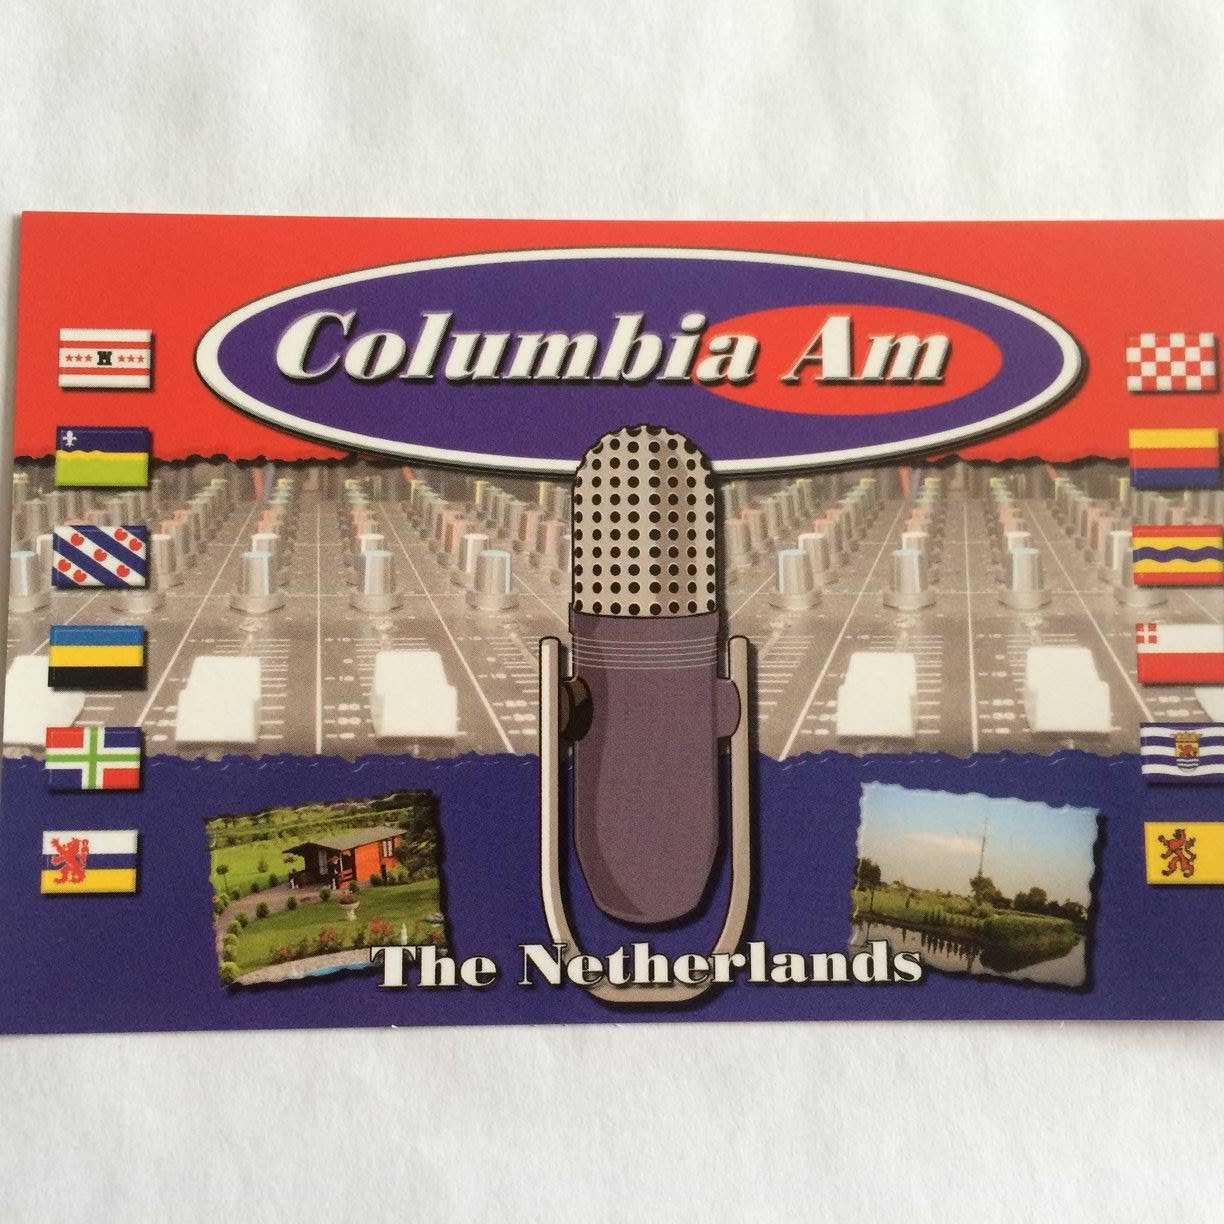 Columbia Am
The Netherlands